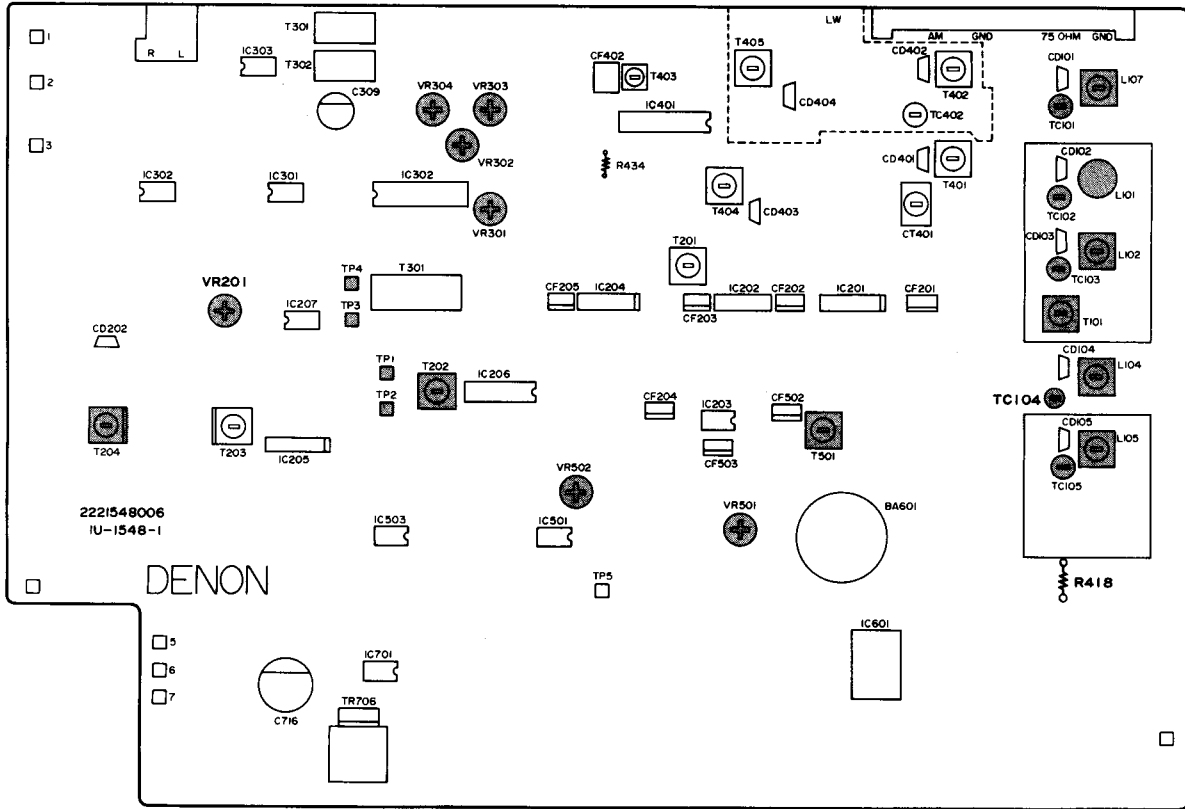 LW
AM GND 75 OHM GND
1
R L
IC303
T301
T302
C309
2
3
VR304
VR303
VR302
CF402
T403
IC401
T405
CD404
CD402
T402
TC402
CD101
L107
TC101
R434
CD401
T401
CT401
CD102
TC102
L101
CD103
TC103
L102
T101
IC302
IC301
IC302
VR301
T404
CD403
T201
TP4
TP3
T301
VR201
IC207
CD202
CF205
IC204
CF203
IC202
CF202
IC201
CF201
TP1
TP2
T202
IC206
CF204
IC203
CF502
CF503
T501
CD104
L104
TC104
CD105
L105
TC105
T204
T203
IC205
VR502
VR501
BA601
2221548006
1U-1548-1
IC503
IC501
DENON
TP5
R418
5
6
7
C716
IC701
TR706
IC601